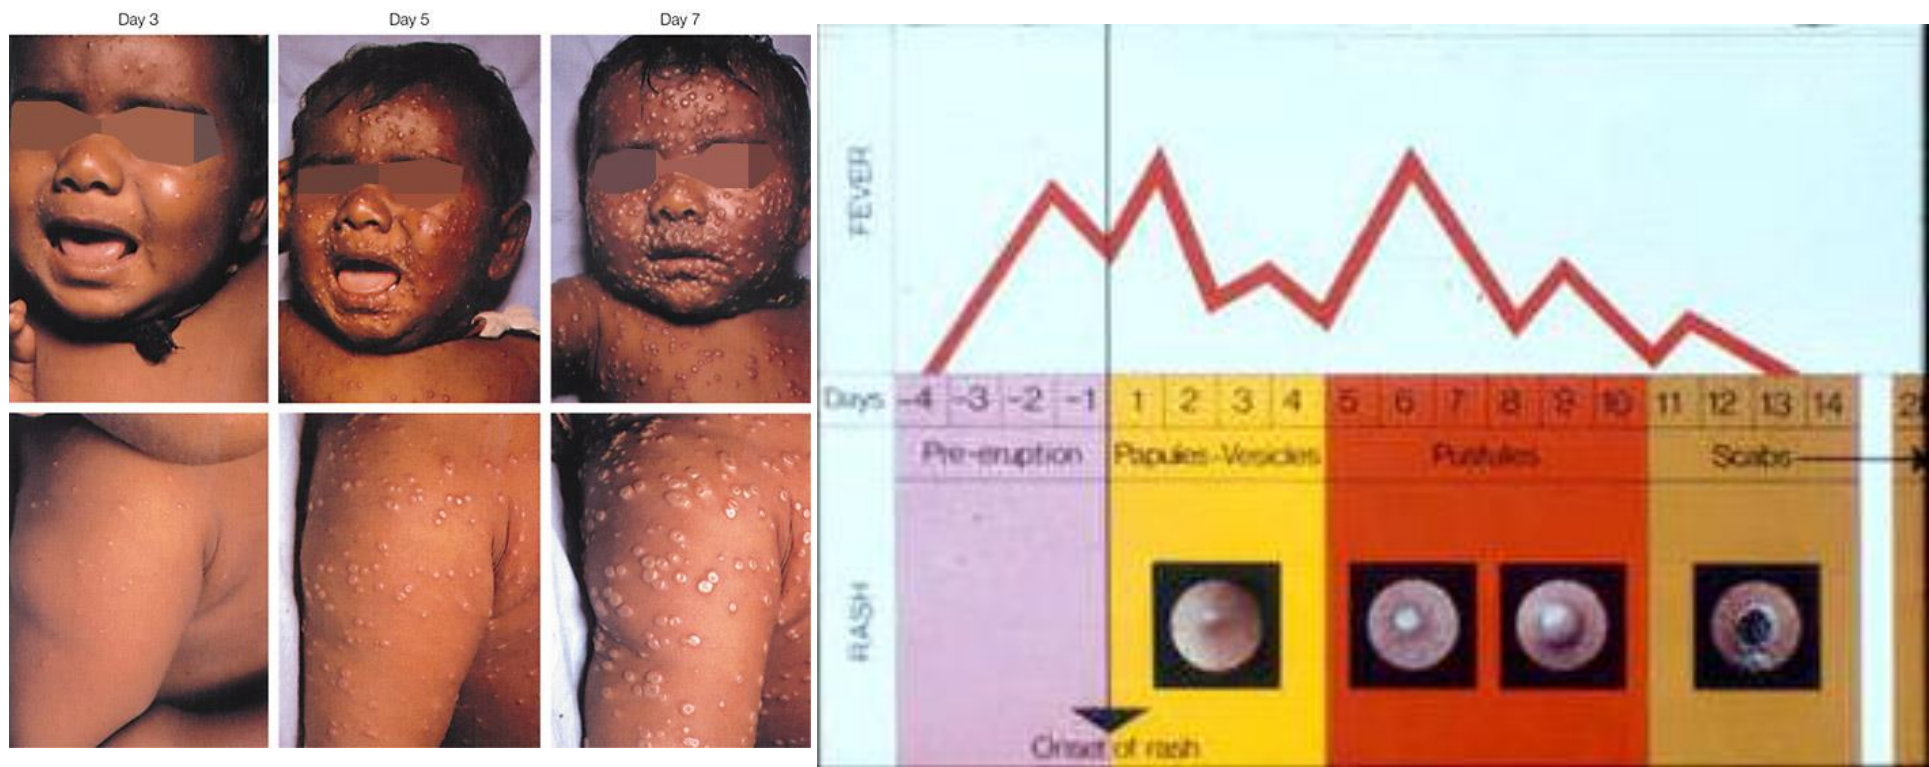 Day 3
Day 5
Day 7
FEVER
Days -4 -3 -2 -1 1 2 3 4 5 6 7 8 9 10 11 12 13 14
Pre-eruption Papules-Vesicles Pustules Scabs
RASH
Onset of rash